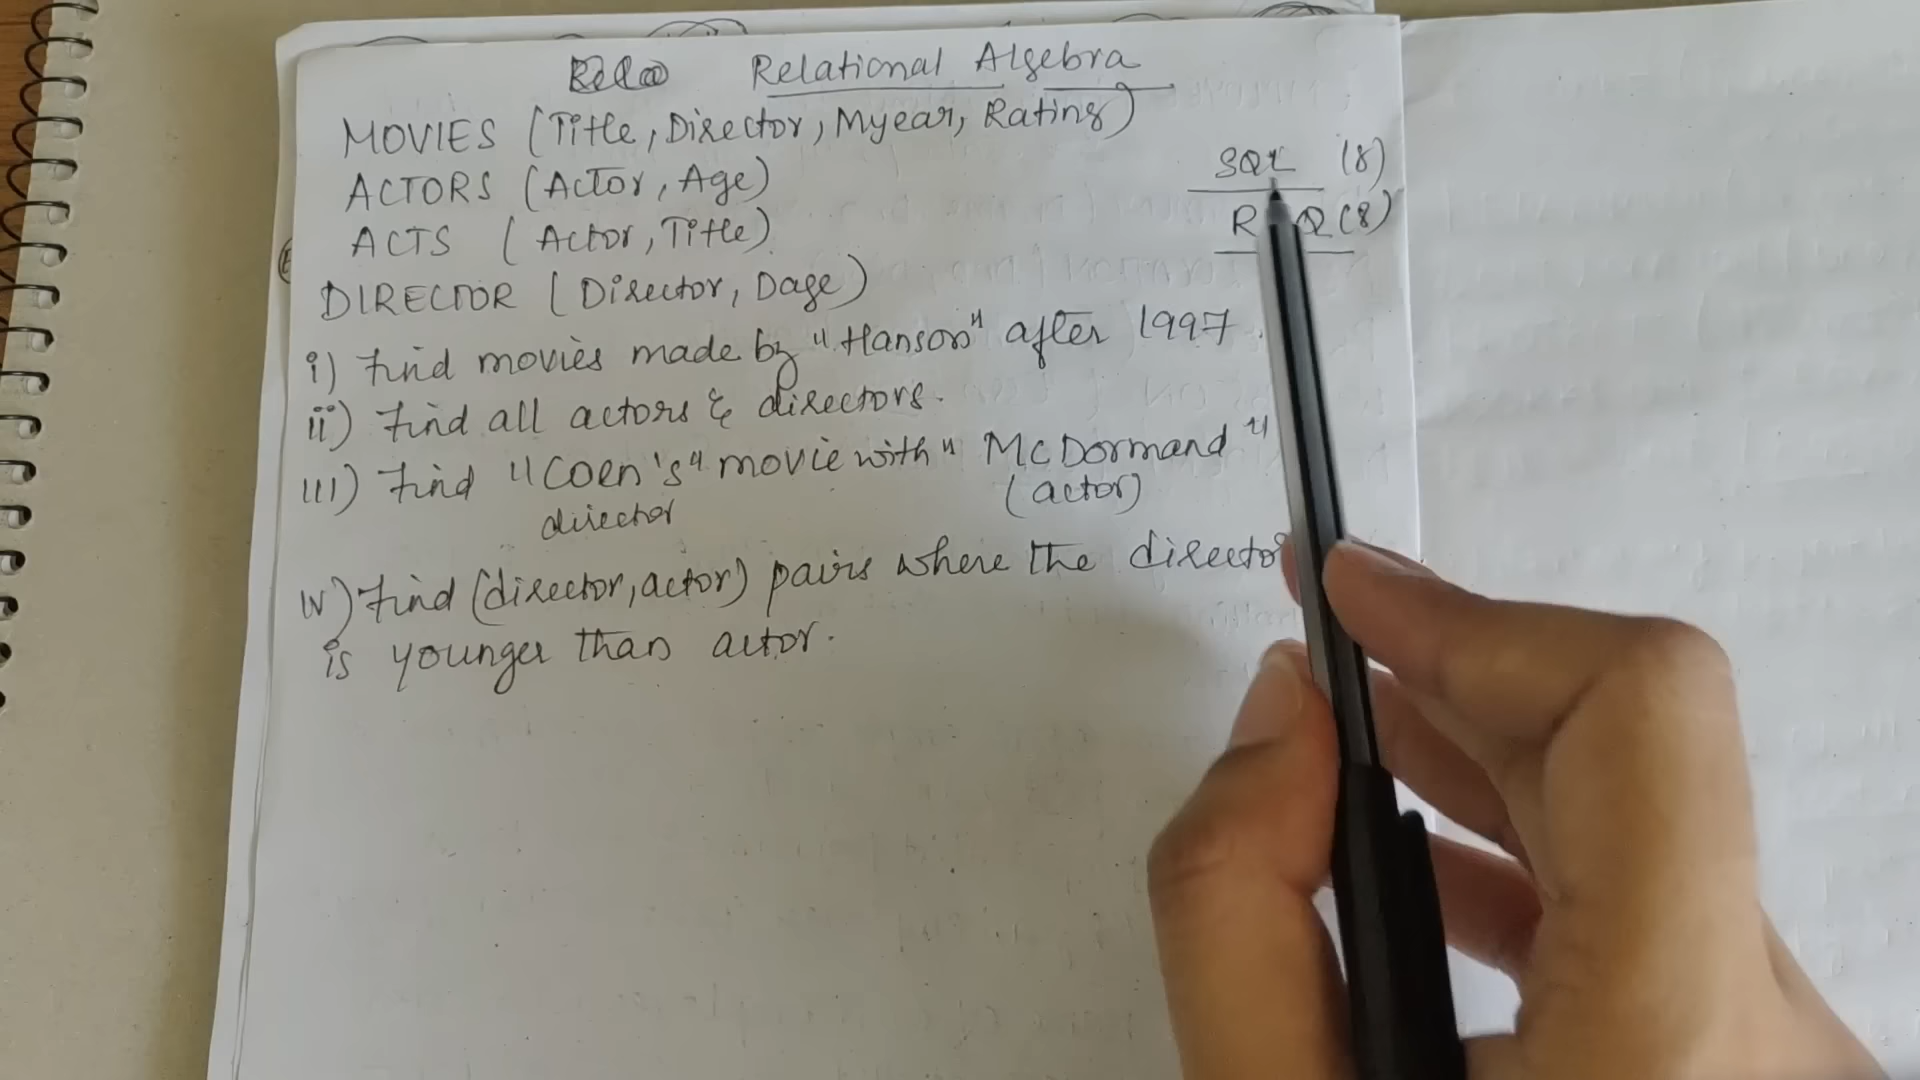 Relational Algebra
MOVIES (Title, Director, Myear, Rating)
ACTORS (Actor, Age)
ACTS (Actor, Title)
DIRECTOR (Director, Dage)
SQL (8)
R Q (8)
i) Find movies made by "Hanson" after 1997.
ii) Find all actors & directors.
iii) Find "Coen's" movie with "McDormand"
director (actor)
iv) Find (director, actor) pairs where the director
is younger than actor.